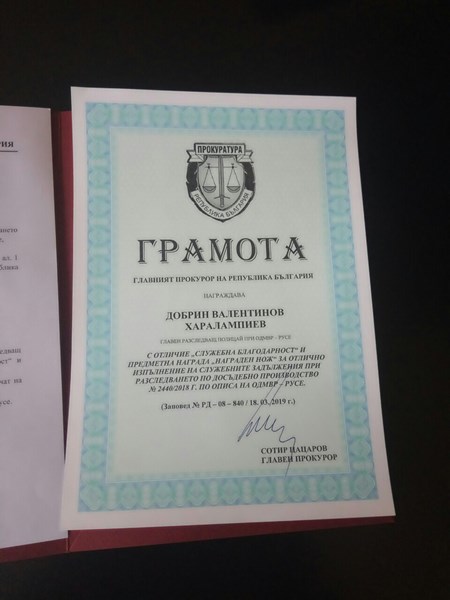 ПРОКУРАТУРА
РЕПУБЛИКА БЪЛГАРИЯ
ГРАМОТА
ГЛАВНИЯТ ПРОКУРОР НА РЕПУБЛИКА БЪЛГАРИЯ
НАГРАЖДАВА
ДОБРИН ВАЛЕНТИНОВ
ХАРАЛАМПИЕВ
ГЛАВЕН РАЗСЛЕДВАЩ ПОЛИЦАЙ ПРИ ОДМВР – РУСЕ
С ОТЛИЧИЕ „СЛУЖЕБНА БЛАГОДАРНОСТ“ И
ПРЕДМЕТНА НАГРАДА „НАГРАДЕН НОЖ“ ЗА ОТЛИЧНО
ИЗПЪЛНЕНИЕ НА СЛУЖЕБНИТЕ ЗАДЪЛЖЕНИЯ ПРИ
РАЗСЛЕДВАНЕТО ПО ДОСЪДЕБНО ПРОИЗВОДСТВО
№ 2440/2018 Г. ПО ОПИСА НА ОДМВР – РУСЕ.
(Заповед № РД – 08 – 840 / 18. 03. 2019 г.)
СОТИР ЦАЦАРОВ
ГЛАВЕН ПРОКУРОР